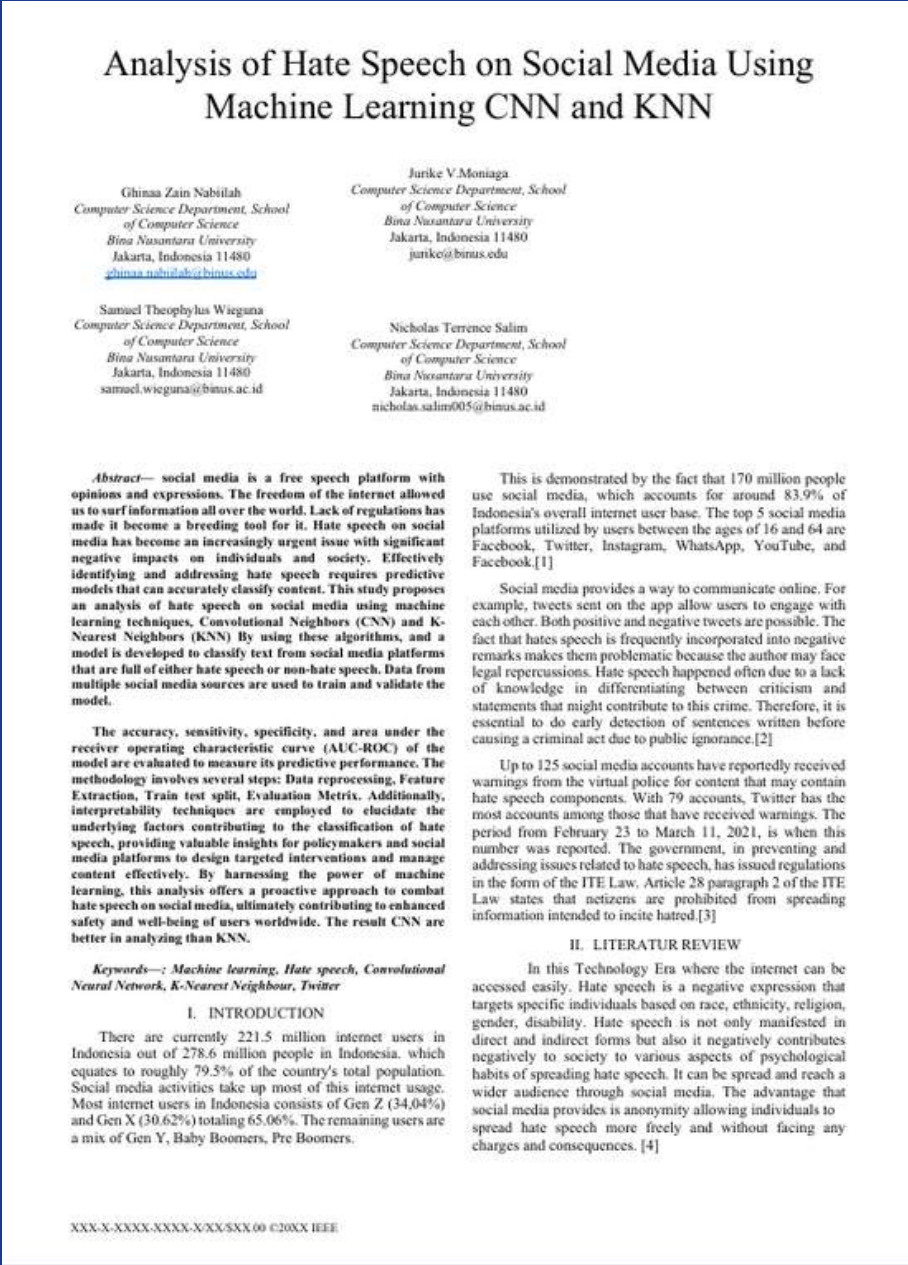 Analysis of Hate Speech on Social Media Using
Machine Learning CNN and KNN
Ghinaa Zain Nabiilah
Computer Science Department, School
of Computer Science
Bina Nusantara University
Jakarta, Indonesia 11480
ghinaa.nabiilah@binus.edu
Jurike V.Moniaga
Computer Science Department, School
of Computer Science
Bina Nusantara University
Jakarta, Indonesia 11480
jurike@binus.edu
Samuel Theophylus Wieguna
Computer Science Department, School
of Computer Science
Bina Nusantara University
Jakarta, Indonesia 11480
samuel.wieguna@binus.ac.id
Nicholas Terrence Salim
Computer Science Department, School
of Computer Science
Bina Nusantara University
Jakarta, Indonesia 11480
nicholas.salim005@binus.ac.id
Abstract— social media is a free speech platform with
opinions and expressions. The freedom of the internet allowed
us to surf information all over the world. Lack of regulations has
made it become a breeding tool for it. Hate speech on social
media has become an increasingly urgent issue with significant
negative impacts on individuals and society. Effectively
identifying and addressing hate speech requires predictive
models that can accurately classify content. This study proposes
an analysis of hate speech on social media using machine
learning techniques, Convolutional Neighbors (CNN) and K-
Nearest Neighbors (KNN) By using these algorithms, and a
model is developed to classify text from social media platforms
that are full of either hate speech or non-hate speech. Data from
multiple social media sources are used to train and validate the
model.
The accuracy, sensitivity, specificity, and area under the
receiver operating characteristic curve (AUC-ROC) of the
model are evaluated to measure its predictive performance. The
methodology involves several steps: Data reprocessing, Feature
Extraction, Train test split, Evaluation Metrix. Additionally,
interpretability techniques are employed to elucidate the
underlying factors contributing to the classification of hate
speech, providing valuable insights for policymakers and social
media platforms to design targeted interventions and manage
content effectively. By harnessing the power of machine
learning, this analysis offers a proactive approach to combat
hate speech on social media, ultimately contributing to enhanced
safety and well-being of users worldwide. The result CNN are
better in analyzing than KNN.
Keywords—: Machine learning, Hate speech, Convolutional
Neural Network, K-Nearest Neighbour, Twitter
I. INTRODUCTION
There are currently 221.5 million internet users in
Indonesia out of 278.6 million people in Indonesia. which
equates to roughly 79.5% of the country's total population.
Social media activities take up most of this internet usage.
Most internet users in Indonesia consists of Gen Z (34,04%)
and Gen X (30.62%) totaling 65.06%. The remaining users are
a mix of Gen Y, Baby Boomers, Pre Boomers.
This is demonstrated by the fact that 170 million people
use social media, which accounts for around 83.9% of
Indonesia's overall internet user base. The top 5 social media
platforms utilized by users between the ages of 16 and 64 are
Facebook, Twitter, Instagram, WhatsApp, YouTube, and
Facebook.[1]
Social media provides a way to communicate online. For
example, tweets sent on the app allow users to engage with
each other. Both positive and negative tweets are possible. The
fact that hates speech is frequently incorporated into negative
remarks makes them problematic because the author may face
legal repercussions. Hate speech happened often due to a lack
of knowledge in differentiating between criticism and
statements that might contribute to this crime. Therefore, it is
essential to do early detection of sentences written before
causing a criminal act due to public ignorance.[2]
Up to 125 social media accounts have reportedly received
warnings from the virtual police for content that may contain
hate speech components. With 79 accounts, Twitter has the
most accounts among those that have received warnings. The
period from February 23 to March 11, 2021, is when this
number was reported. The government, in preventing and
addressing issues related to hate speech, has issued regulations
in the form of the ITE Law. Article 28 paragraph 2 of the ITE
Law states that netizens are prohibited from spreading
information intended to incite hatred.[3]
II. LITERATUR REVIEW
In this Technology Era where the internet can be
accessed easily. Hate speech is a negative expression that
targets specific individuals based on race, ethnicity, religion,
gender, disability. Hate speech is not only manifested in
direct and indirect forms but also it negatively contributes
negatively to society to various aspects of psychological
habits of spreading hate speech. It can be spread and reach a
wider audience through social media. The advantage that
social media provides is anonymity allowing individuals to
spread hate speech more freely and without facing any
charges and consequences. [4]
XXX-X-XXXX-XXXX-X/XX/$XX.00 ©20XX IEEE